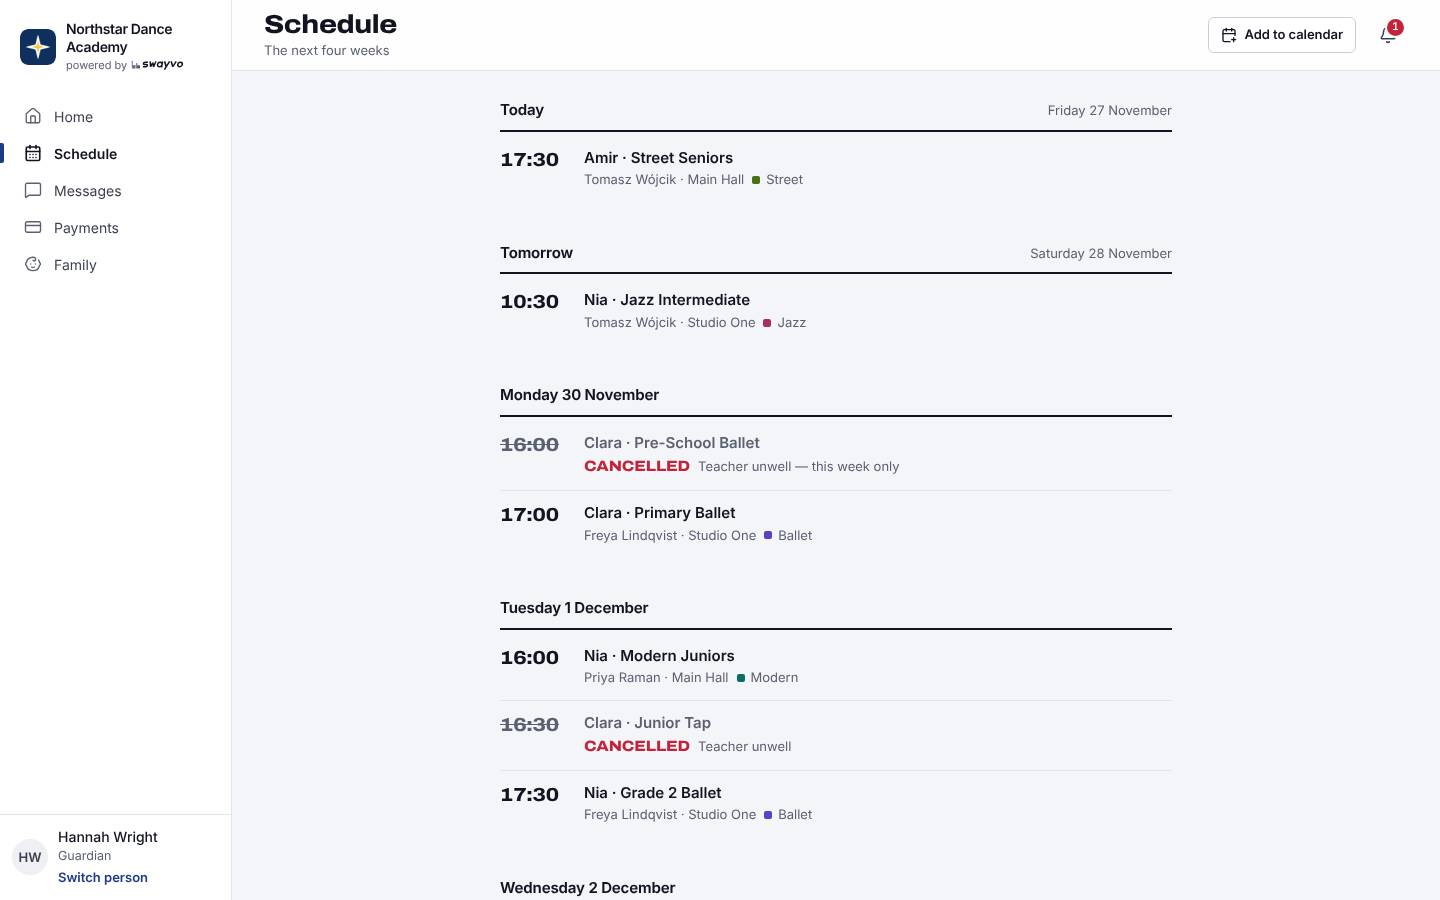 Northstar Dance
Academy
powered by swayvo
Home
Schedule
Messages
Payments
Family
Hannah Wright
HW
Guardian
Switch person
Schedule
The next four weeks
Add to calendar
1
Today
Friday 27 November
17:30
Amir · Street Seniors
Tomasz Wójcik · Main Hall Street
Tomorrow
Saturday 28 November
10:30
Nia · Jazz Intermediate
Tomasz Wójcik · Studio One Jazz
Monday 30 November
16:00
Clara · Pre-School Ballet
CANCELLED Teacher unwell — this week only
17:00
Clara · Primary Ballet
Freya Lindqvist · Studio One Ballet
Tuesday 1 December
16:00
Nia · Modern Juniors
Priya Raman · Main Hall Modern
16:30
Clara · Junior Tap
CANCELLED Teacher unwell
17:30
Nia · Grade 2 Ballet
Freya Lindqvist · Studio One Ballet
Wednesday 2 December